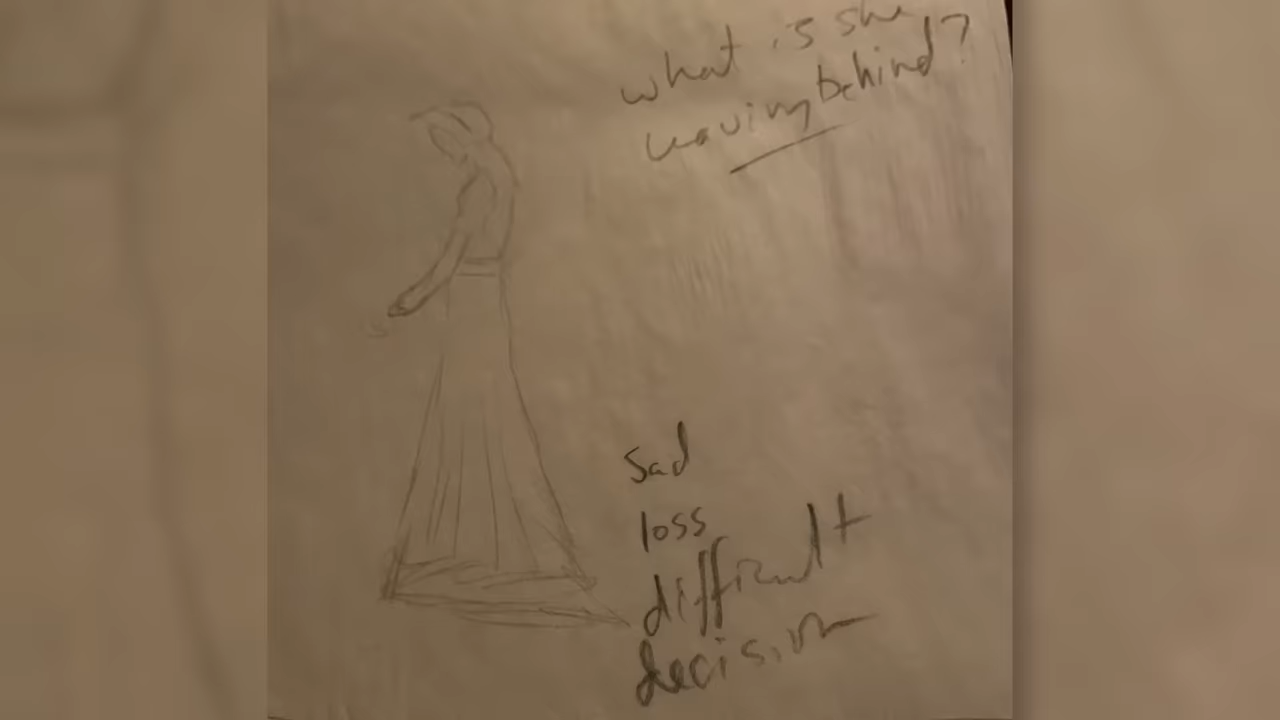 what is she
leaving behind?
sad
loss
difficult
decision